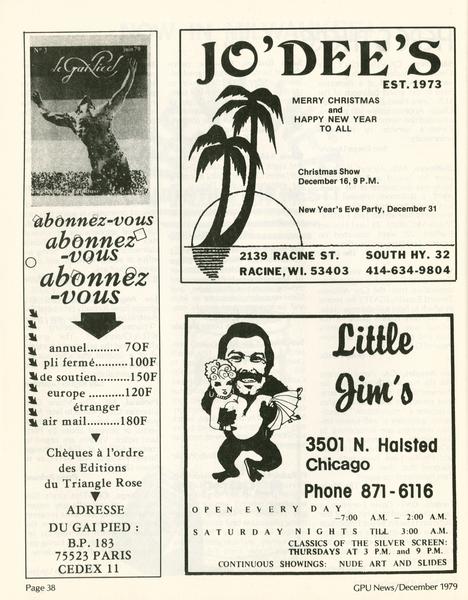 N° 3
juin 79
le Gai Pied
abonnez-vous
abonnez
-vous
abonnez
-vous
annuel.......... 70F
pli fermé..........100F
de soutien..........150F
europe ..........120F
étranger
air mail..........180F
Chèques à l'ordre
des Editions
du Triangle Rose
ADRESSE
DU GAI PIED :
B.P. 183
75523 PARIS
CEDEX 11
JO'DEE'S
EST. 1973
MERRY CHRISTMAS
and
HAPPY NEW YEAR
TO ALL
Christmas Show
December 16, 9 P.M.
New Year's Eve Party, December 31
2139 RACINE ST. SOUTH HY. 32
RACINE, WI. 53403 414-634-9804
Little
Jim's
3501 N. Halsted
Chicago
Phone 871-6116
OPEN EVERY DAY
—7:00 A.M. – 2:00 A.M.
SATURDAY NIGHTS TILL 3:00 A.M.
CLASSICS OF THE SILVER SCREEN:
THURSDAYS AT 3 P.M. and 9 P.M.
CONTINUOUS SHOWINGS: NUDE ART AND SLIDES
Page 38
GPU News/December 1979